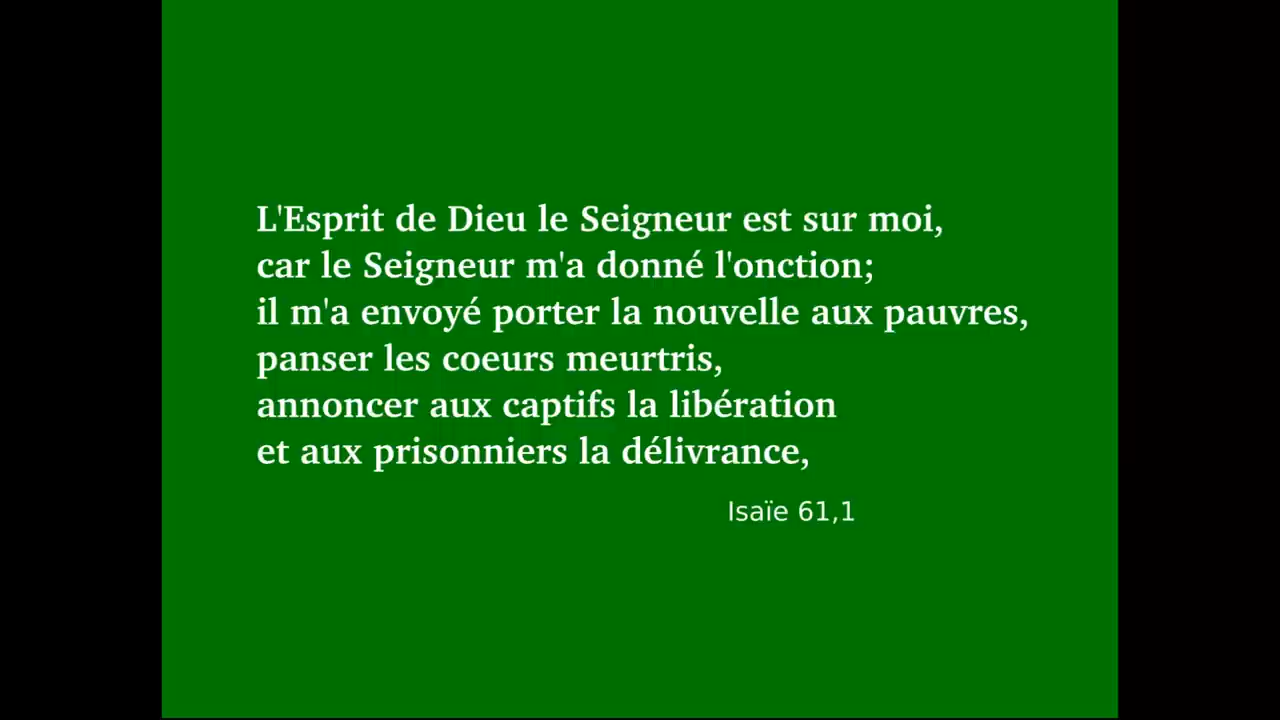 L'Esprit de Dieu le Seigneur est sur moi,
car le Seigneur m'a donné l'onction;
il m'a envoyé porter la nouvelle aux pauvres,
panser les coeurs meurtris,
annoncer aux captifs la libération
et aux prisonniers la délivrance,
Isaïe 61,1